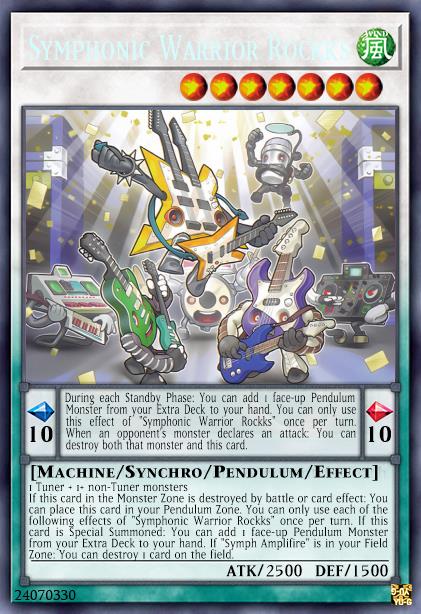 Symphonic Warrior Rockks
WIND
風
During each Standby Phase: You can add 1 face-up Pendulum
Monster from your Extra Deck to your hand. You can only use
this effect of "Symphonic Warrior Rockks" once per turn.
When an opponent's monster declares an attack: You can
destroy both that monster and this card.
10
10
[Machine/Synchro/Pendulum/Effect]
1 Tuner + 1+ non-Tuner monsters
If this card in the Monster Zone is destroyed by battle or card effect: You
can place this card in your Pendulum Zone. You can only use each of the
following effects of "Symphonic Warrior Rockks" once per turn. If this
card is Special Summoned: You can add 1 face-up Pendulum Monster
from your Extra Deck to your hand. If "Symph Amplifire" is in your Field
Zone: You can destroy 1 card on the field.
ATK/2500 DEF/1500
24070330